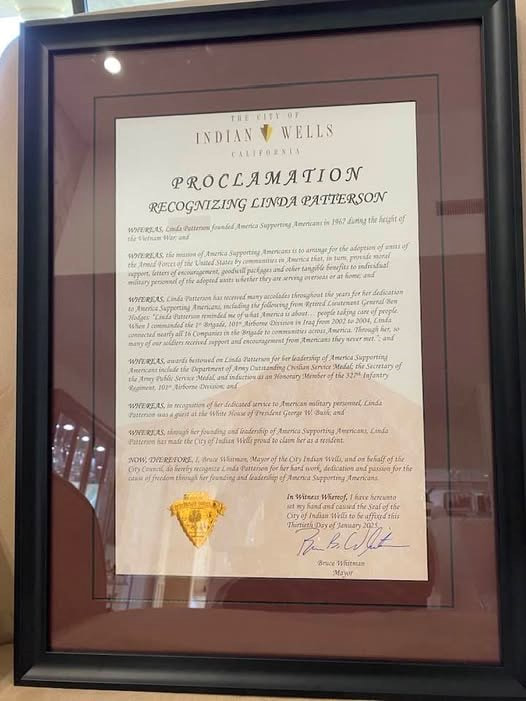 THE CITY OF
INDIAN WELLS
CALIFORNIA
PROCLAMATION
RECOGNIZING LINDA PATTERSON
WHEREAS, Linda Patterson founded America Supporting Americans in 1967 during the height of
the Vietnam War; and
WHEREAS, the mission of America Supporting Americans is to arrange for the adoption of units of
the Armed Forces of the United States by communities in America that, in turn, provide moral
support, letters of encouragement, goodwill packages and other tangible benefits to individual
military personnel of the adopted units whether they are serving overseas or at home; and
WHEREAS, Linda Patterson has received many accolades throughout the years for her dedication
to America Supporting Americans, including the following from Retired Lieutenant General Ben
Hodges: "Linda Patterson reminded me of what America is about… people taking care of people.
When I commanded the 1st Brigade, 101st Airborne Division in Iraq from 2002 to 2004, Linda
connected nearly all 16 Companies in the Brigade to communities across America. Through her, so
many of our soldiers received support and encouragement from Americans they never met."; and
WHEREAS, awards bestowed on Linda Patterson for her leadership of America Supporting
Americans include the Department of Army Outstanding Civilian Service Medal, the Secretary of
the Army Public Service Medal, and induction as an Honorary Member of the 327th Infantry
Regiment, 101st Airborne Division; and
WHEREAS, in recognition of her dedicated service to American military personnel, Linda
Patterson was a guest at the White House of President George W. Bush; and
WHEREAS, through her founding and leadership of America Supporting Americans, Linda
Patterson has made the City of Indian Wells proud to claim her as a resident.
NOW, THEREFORE, I, Bruce Whitman, Mayor of the City Indian Wells, and on behalf of the
City Council, do hereby recognize Linda Patterson for her hard work, dedication and passion for the
cause of freedom through her founding and leadership of America Supporting Americans.
In Witness Whereof, I have hereunto
set my hand and caused the Seal of the
City of Indian Wells to be affixed this
Thirtieth Day of January 2025.
Bruce Whitman
Mayor